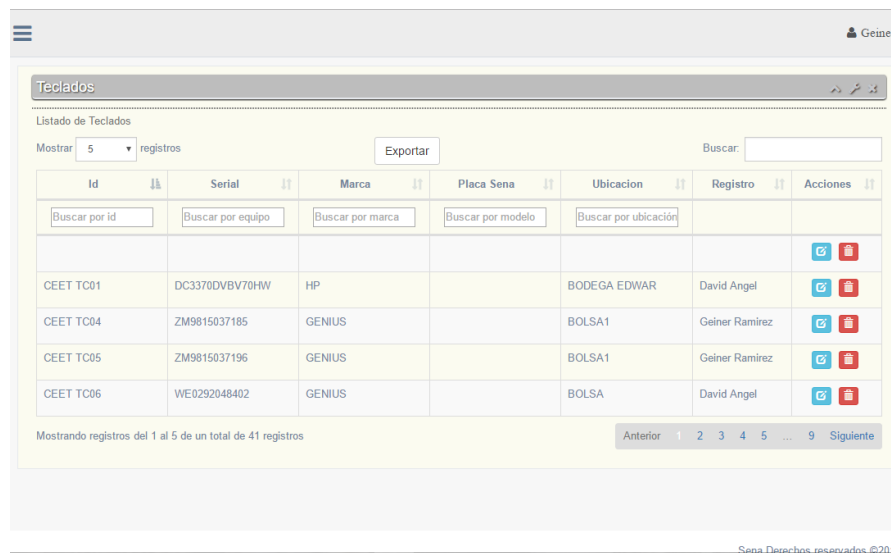 Geine
Teclados
Listado de Teclados
Mostrar 5 registros Exportar Buscar:
Id Serial Marca Placa Sena Ubicacion Registro Acciones
Buscar por id Buscar por equipo Buscar por marca Buscar por modelo Buscar por ubicación
CEET TC01 DC3370DVBV70HW HP BODEGA EDWAR David Angel
CEET TC04 ZM9815037185 GENIUS BOLSA1 Geiner Ramirez
CEET TC05 ZM9815037196 GENIUS BOLSA1 Geiner Ramirez
CEET TC06 WE0292048402 GENIUS BOLSA David Angel
Mostrando registros del 1 al 5 de un total de 41 registros Anterior 1 2 3 4 5 ... 9 Siguiente
Sena Derechos reservados ©20